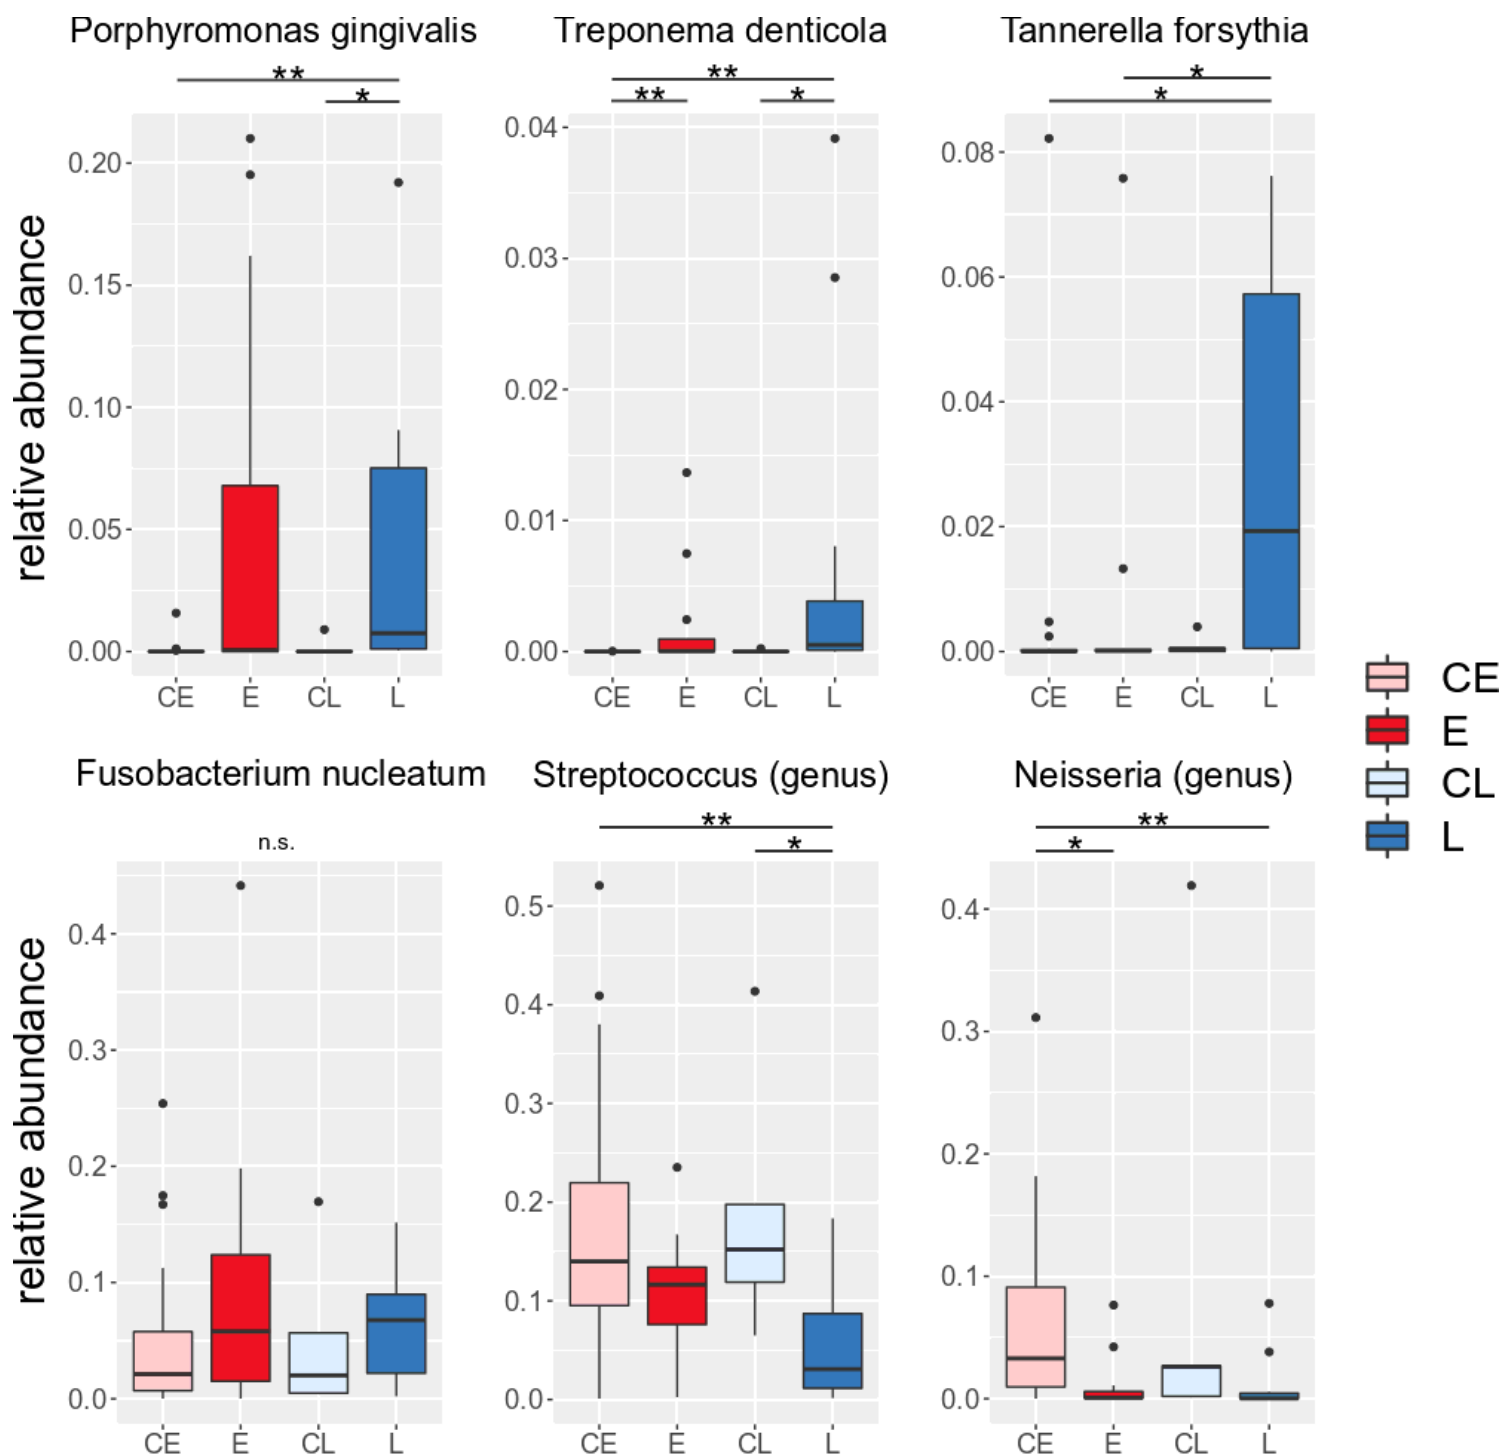 Porphyromonas gingivalis
Treponema denticola
Tannerella forsythia
** *
** ** *
* *
relative abundance
0.20
0.15
0.10
0.05
0.00
CE E CL L
0.04
0.03
0.02
0.01
0.00
CE E CL L
0.08
0.06
0.04
0.02
0.00
CE E CL L
CE
E
CL
L
Fusobacterium nucleatum
Streptococcus (genus)
Neisseria (genus)
n.s.
** *
** *
relative abundance
0.4
0.3
0.2
0.1
0.0
CE E CL L
0.5
0.4
0.3
0.2
0.1
0.0
CE E CL L
0.4
0.3
0.2
0.1
0.0
CE E CL L